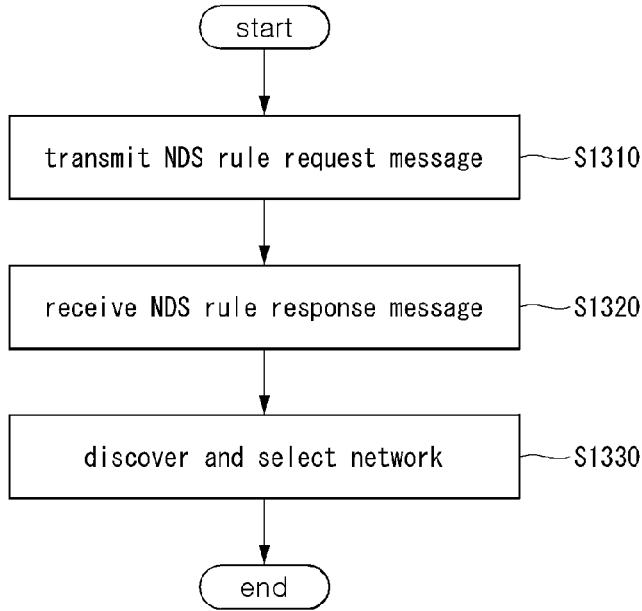 start
transmit NDS rule request message
S1310
receive NDS rule response message
S1320
discover and select network
S1330
end